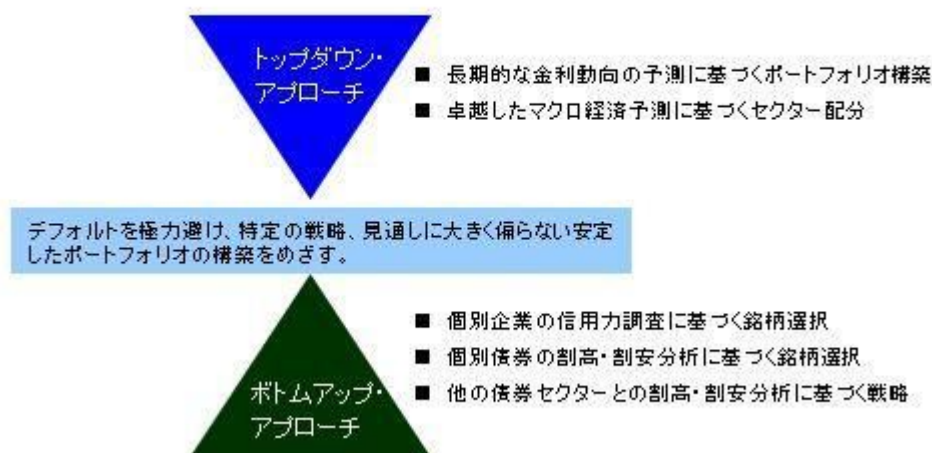 トップダウン・
アプローチ
■ 長期的な金利動向の予測に基づくポートフォリオ構築
■ 卓越したマクロ経済予測に基づくセクター配分
デフォルトを極力避け、特定の戦略、見通しに大きく偏らない安定
したポートフォリオの構築をめざす。
■ 個別企業の信用力調査に基づく銘柄選択
■ 個別債券の割高・割安分析に基づく銘柄選択
■ 他の債券セクターとの割高・割安分析に基づく戦略
ボトムアップ・
アプローチ